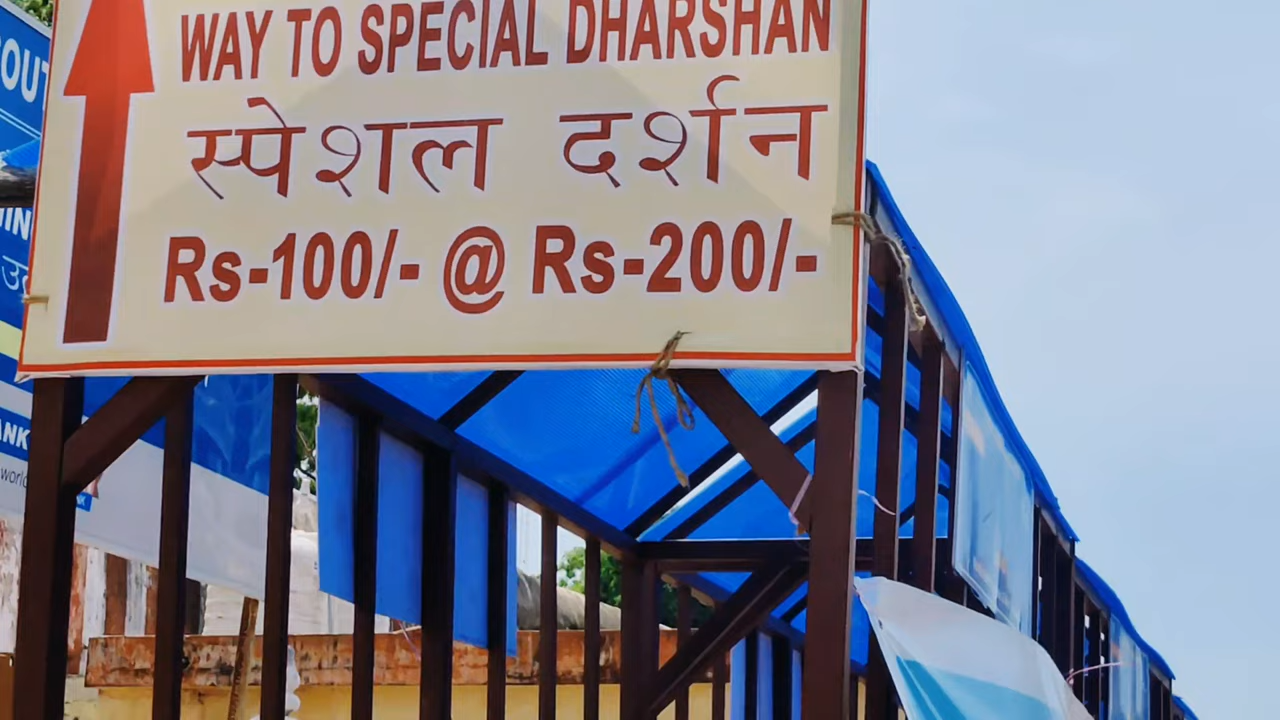 WAY TO SPECIAL DHARSHAN
स्पेशल दर्शन
Rs-100/- @ Rs-200/-